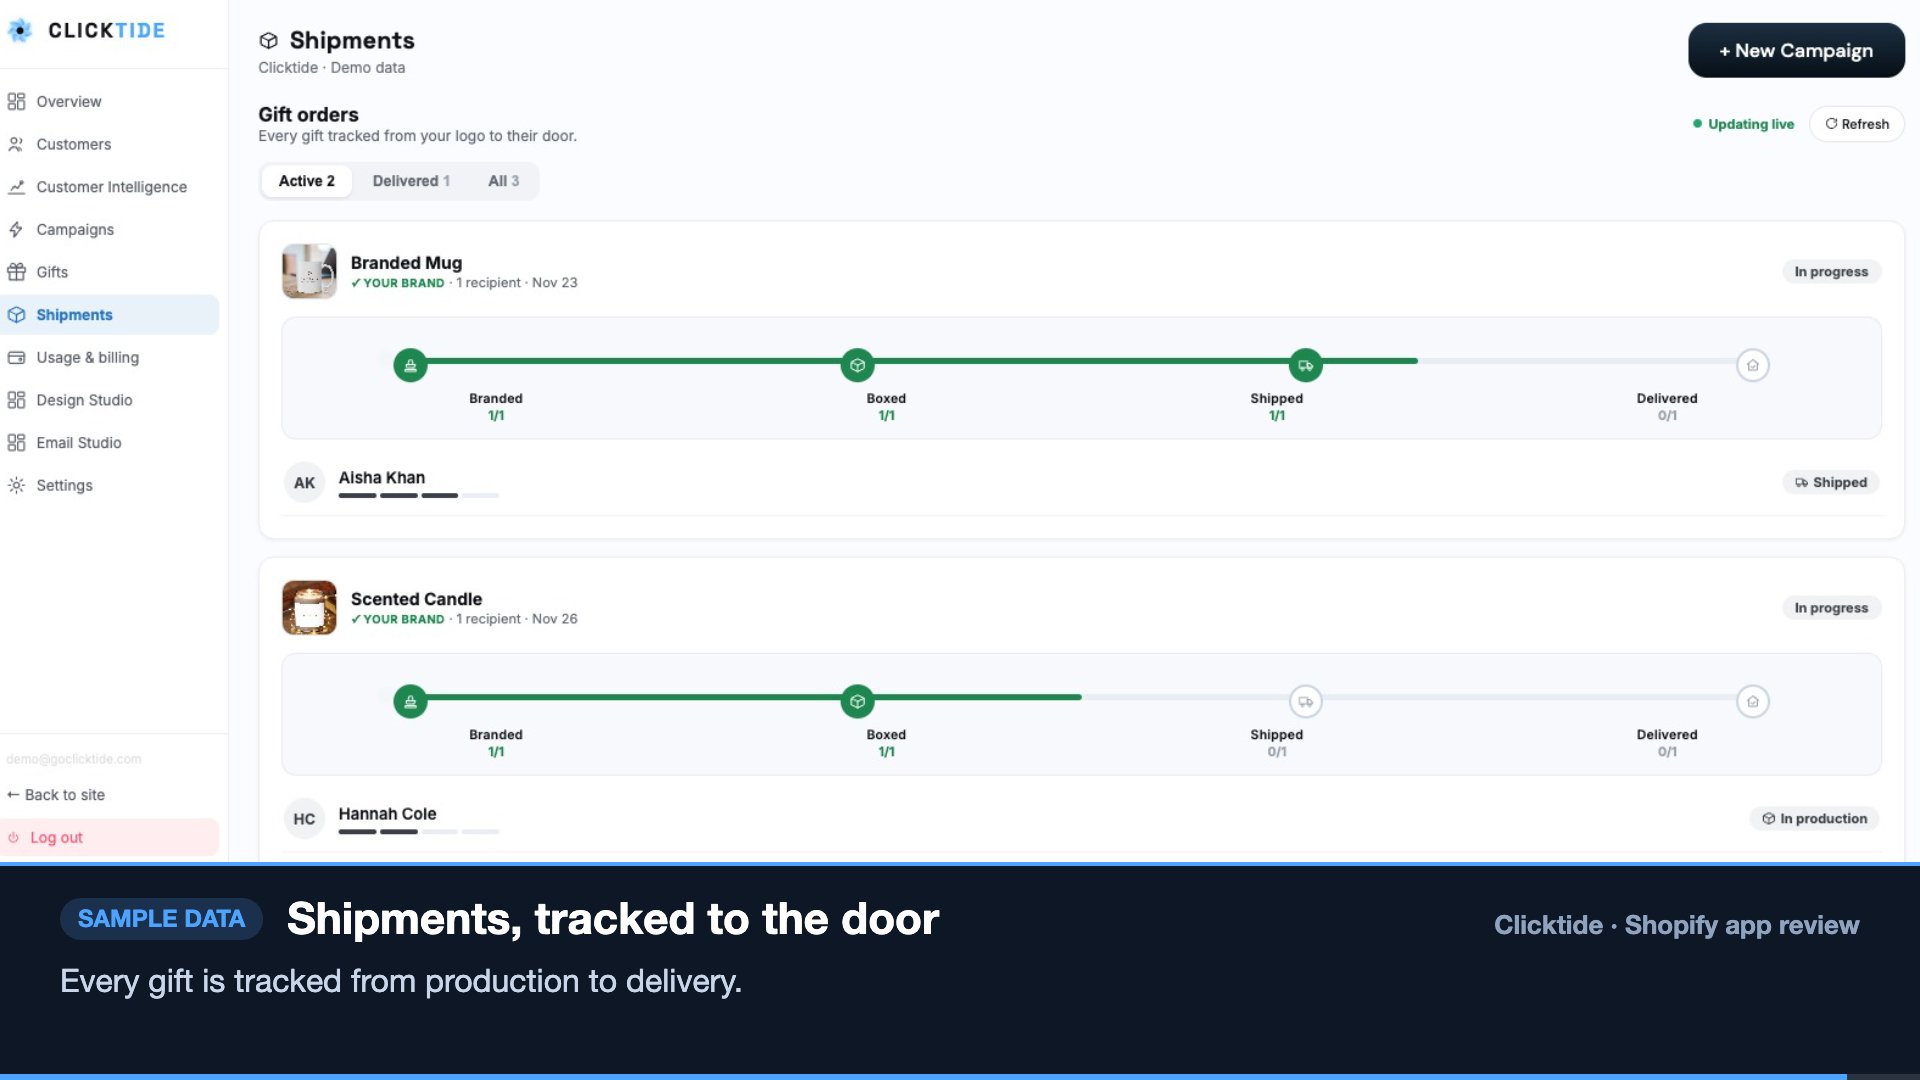 CLICKTIDE
Overview
Customers
Customer Intelligence
Campaigns
Gifts
Shipments
Usage & billing
Design Studio
Email Studio
Settings
demo@goclicktide.com
← Back to site
Log out
Shipments
Clicktide · Demo data
+ New Campaign
Gift orders
Every gift tracked from your logo to their door.
Updating live
Refresh
Active 2 Delivered 1 All 3
Branded Mug
✓ YOUR BRAND · 1 recipient · Nov 23
In progress
Branded Boxed Shipped Delivered
1/1 1/1 1/1 0/1
AK Aisha Khan
Shipped
Scented Candle
✓ YOUR BRAND · 1 recipient · Nov 26
In progress
Branded Boxed Shipped Delivered
1/1 1/1 0/1 0/1
HC Hannah Cole
In production
SAMPLE DATA Shipments, tracked to the door
Clicktide · Shopify app review
Every gift is tracked from production to delivery.